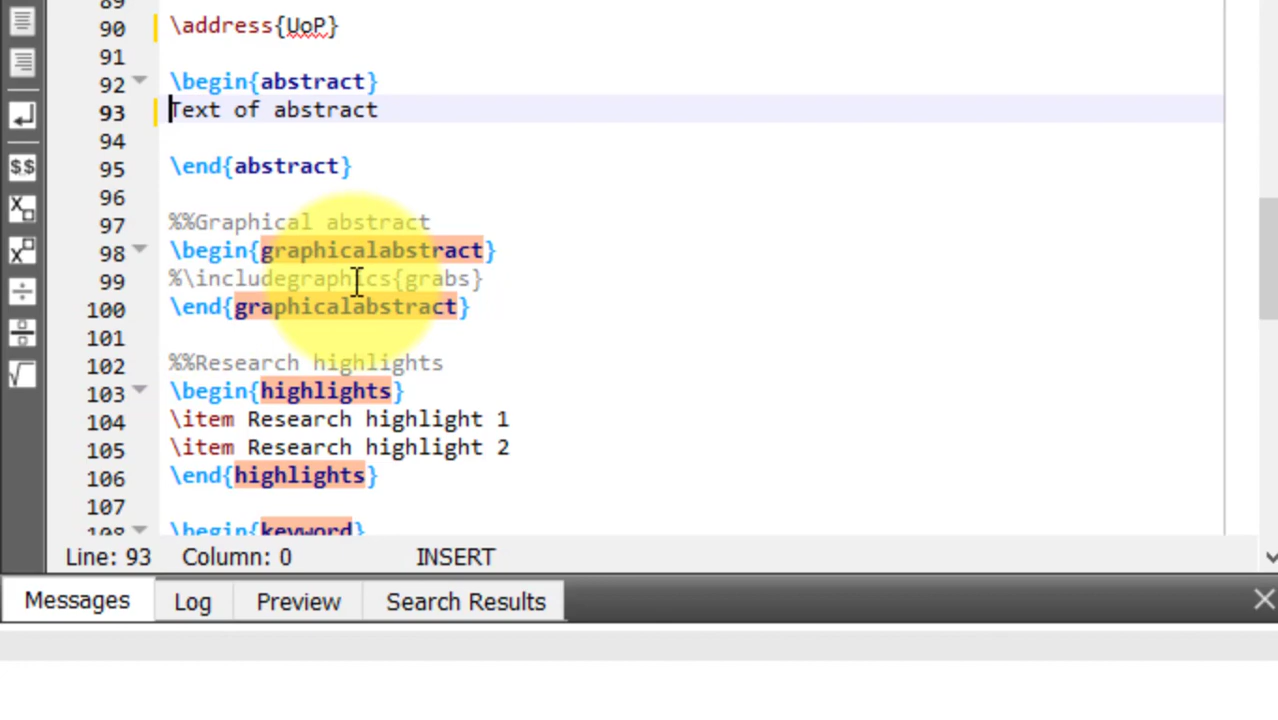 89
90 \address{UoP}
91
92 \begin{abstract}
93 Text of abstract
94
95 \end{abstract}
96
97 %%Graphical abstract
98 \begin{graphicalabstract}
99 %\includegraphics{grabs}
100 \end{graphicalabstract}
101
102 %%Research highlights
103 \begin{highlights}
104 \item Research highlight 1
105 \item Research highlight 2
106 \end{highlights}
107
108 \begin{keyword}
Line: 93 Column: 0 INSERT
Messages Log Preview Search Results